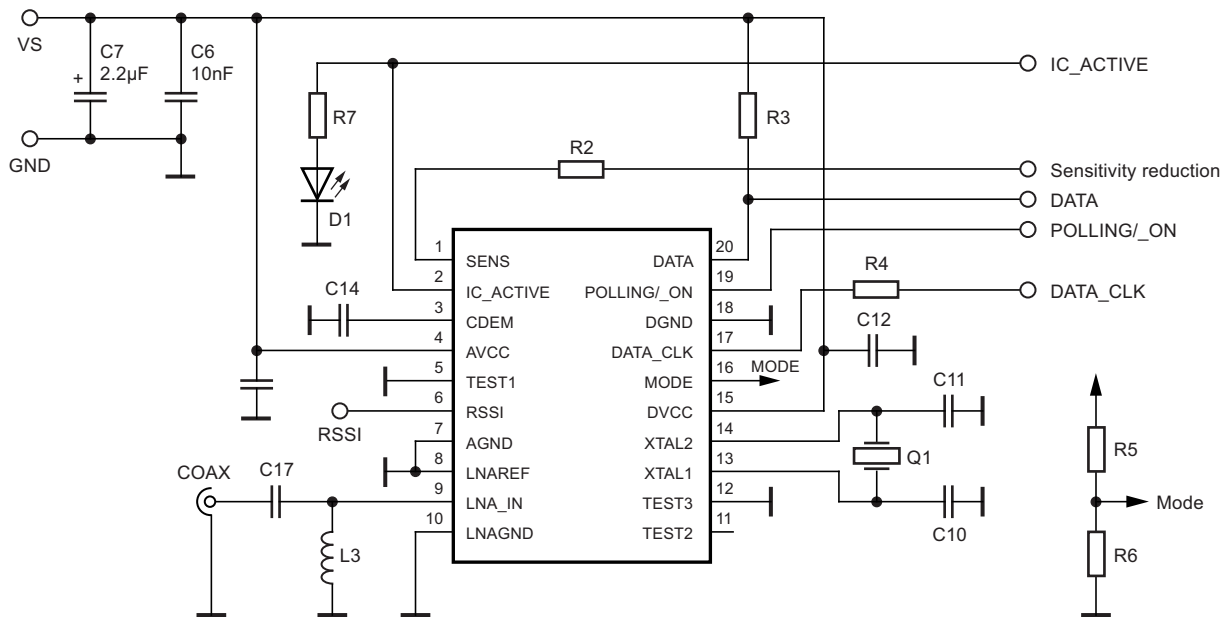 VS
C7
2.2µF
+
C6
10nF
GND
R7
D1
R2
R3
IC_ACTIVE
Sensitivity reduction
DATA
POLLING/_ON
R4
DATA_CLK
C14
C12
C11
MODE
RSSI
COAX
C17
L3
Q1
C10
R5
Mode
R6
1 SENS
2 IC_ACTIVE
3 CDEM
4 AVCC
5 TEST1
6 RSSI
7 AGND
8 LNAREF
9 LNA_IN
10 LNAGND
DATA 20
POLLING/_ON 19
DGND 18
DATA_CLK 17
MODE 16
DVCC 15
XTAL2 14
XTAL1 13
TEST3 12
TEST2 11